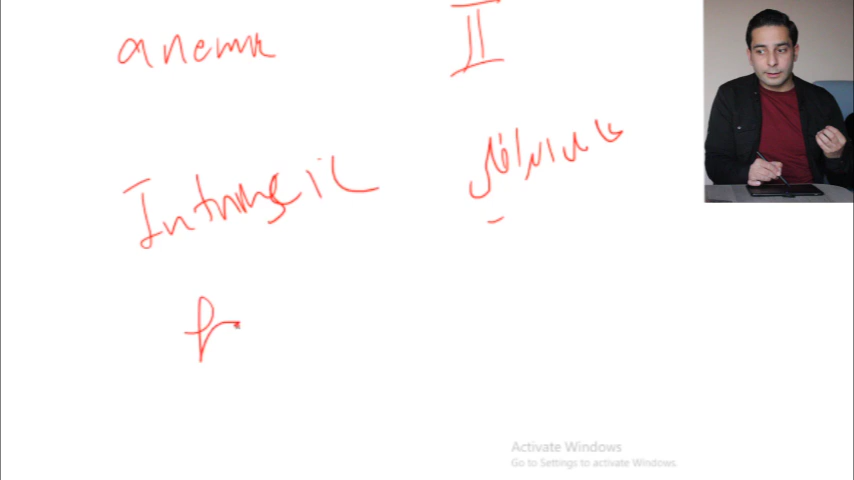 anemia II
Intrinsic
f
Activate Windows
Go to Settings to activate Windows.